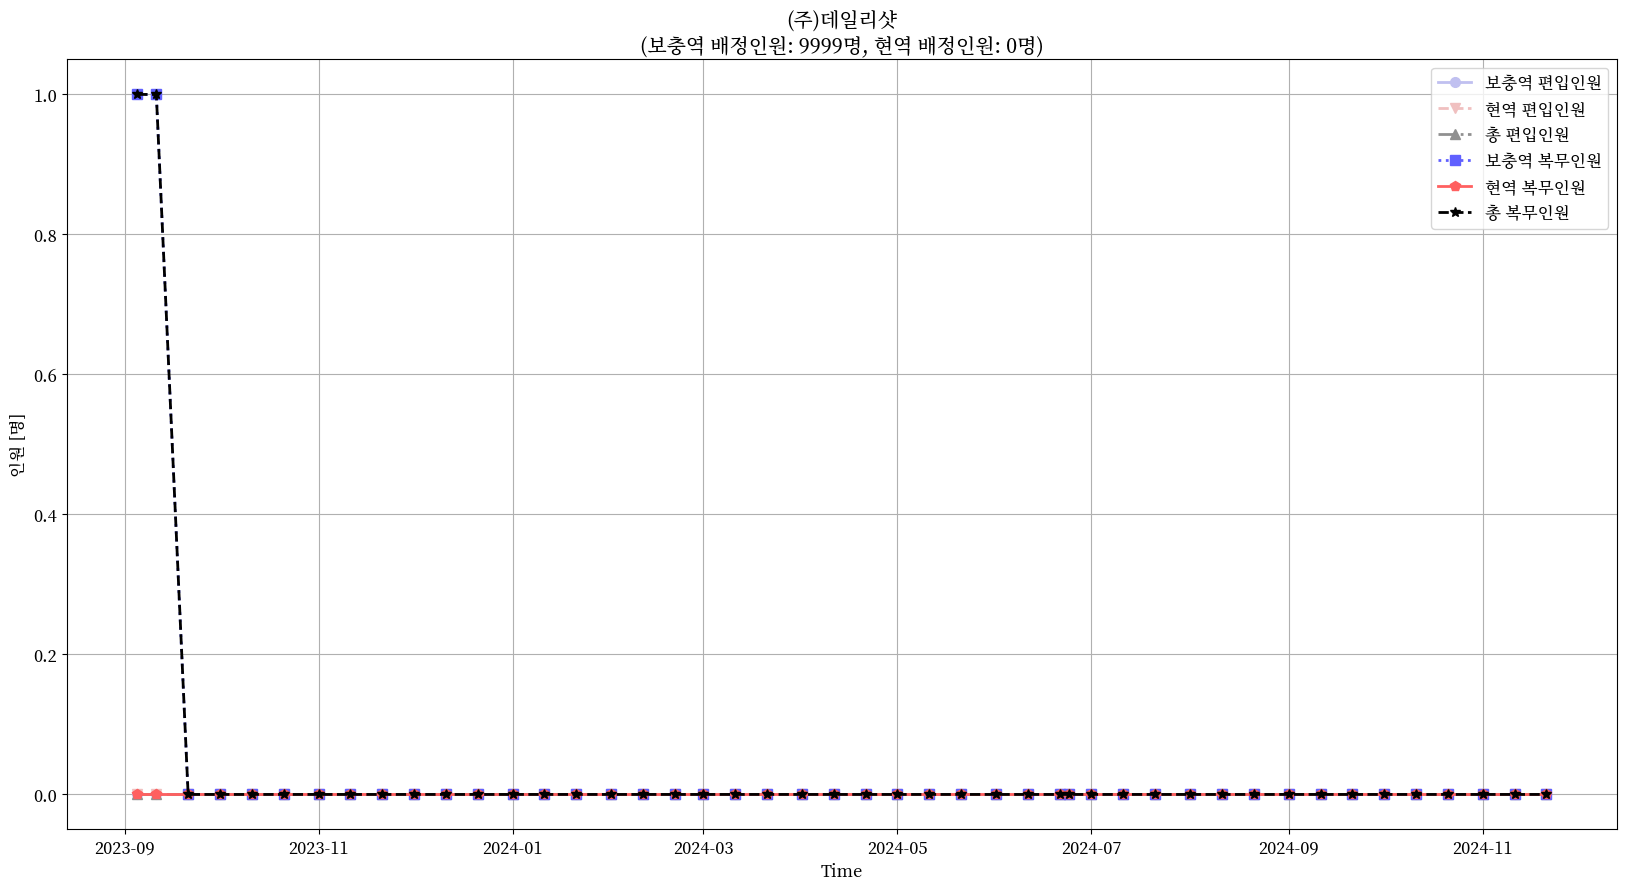 (주)데일리샷
(보충역 배정인원: 9999명, 현역 배정인원: 0명)
보충역 편입인원
현역 편입인원
총 편입인원
보충역 복무인원
현역 복무인원
총 복무인원
인원 [명]
1.0
0.8
0.6
0.4
0.2
0.0
2023-09
2023-11
2024-01
2024-03
2024-05
2024-07
2024-09
2024-11
Time